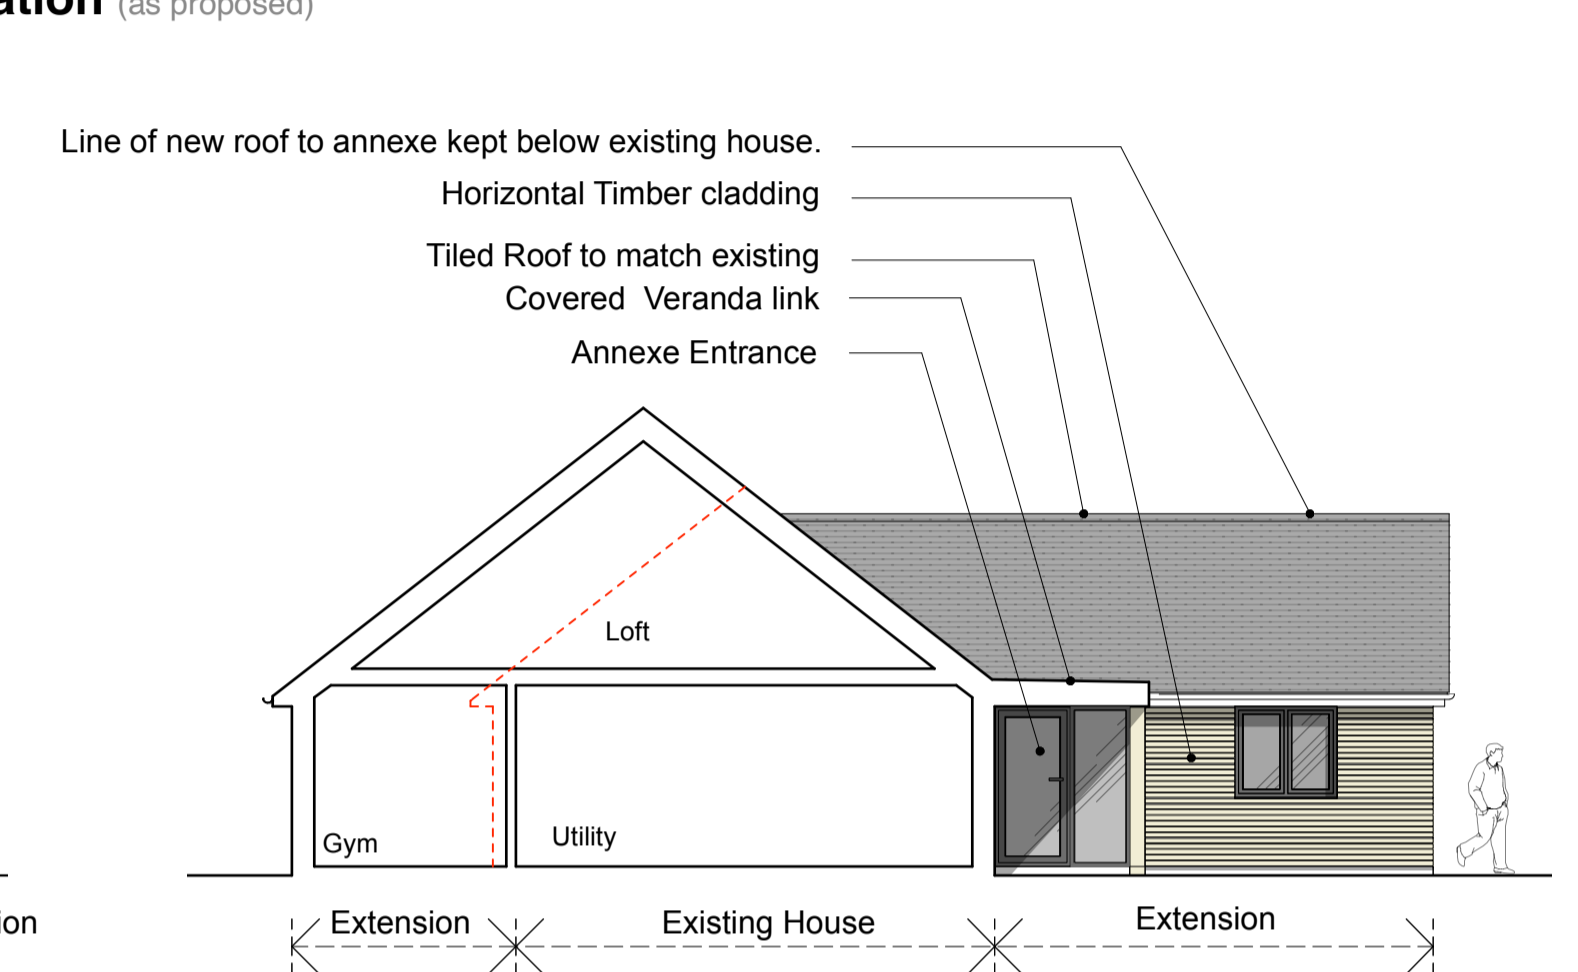 (as proposed)
Line of new roof to annexe kept below existing house.
Horizontal Timber cladding
Tiled Roof to match existing
Covered  Veranda link
Annexe Entrance
Loft
Gym
Utility
Extension
Existing House
Extension